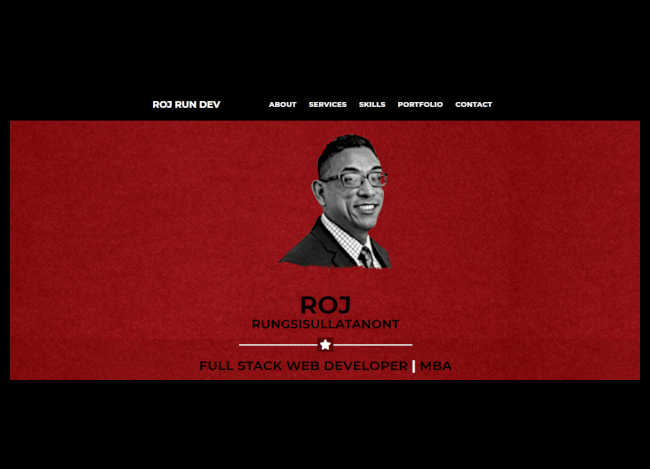 ROJ RUN DEV ABOUT SERVICES SKILLS PORTFOLIO CONTACT
ROJ
RUNGSISULLATANONT
FULL STACK WEB DEVELOPER | MBA